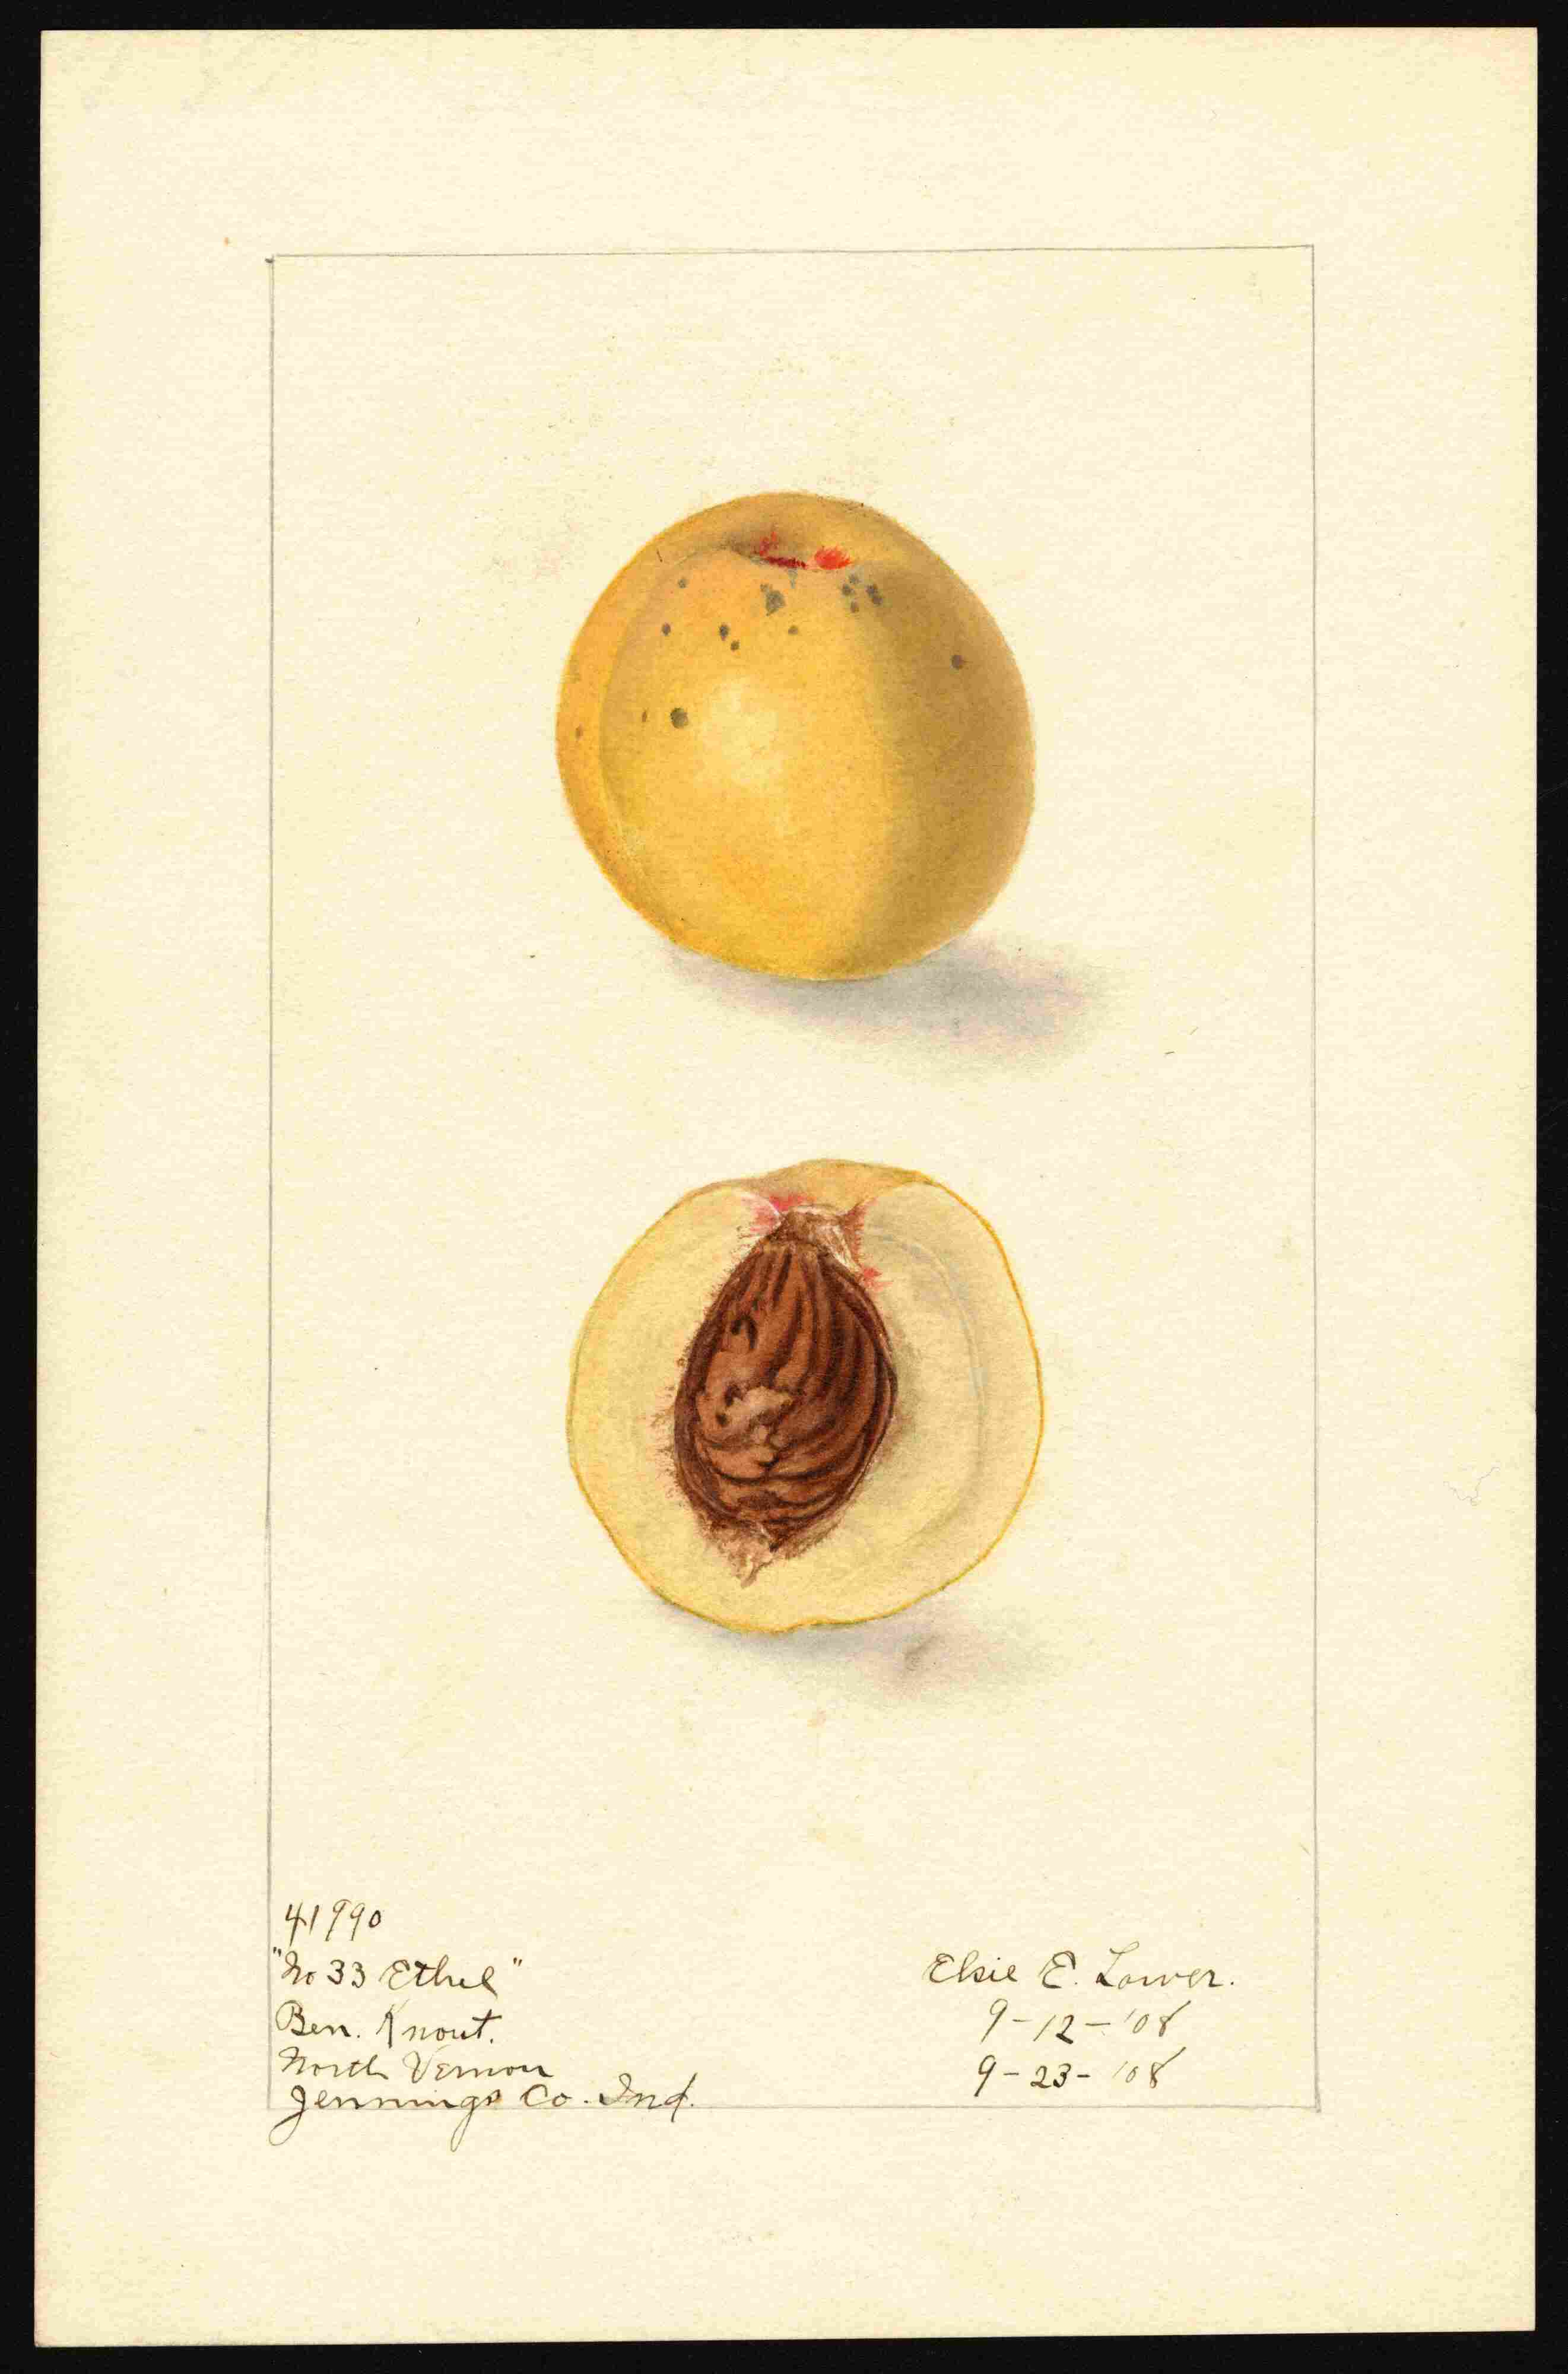 41990
"No 33 Ethel"
Ben. Knout.
North Vernon
Jennings Co. Ind.
Elsie E. Lower.
9-12-'08
9-23-'08